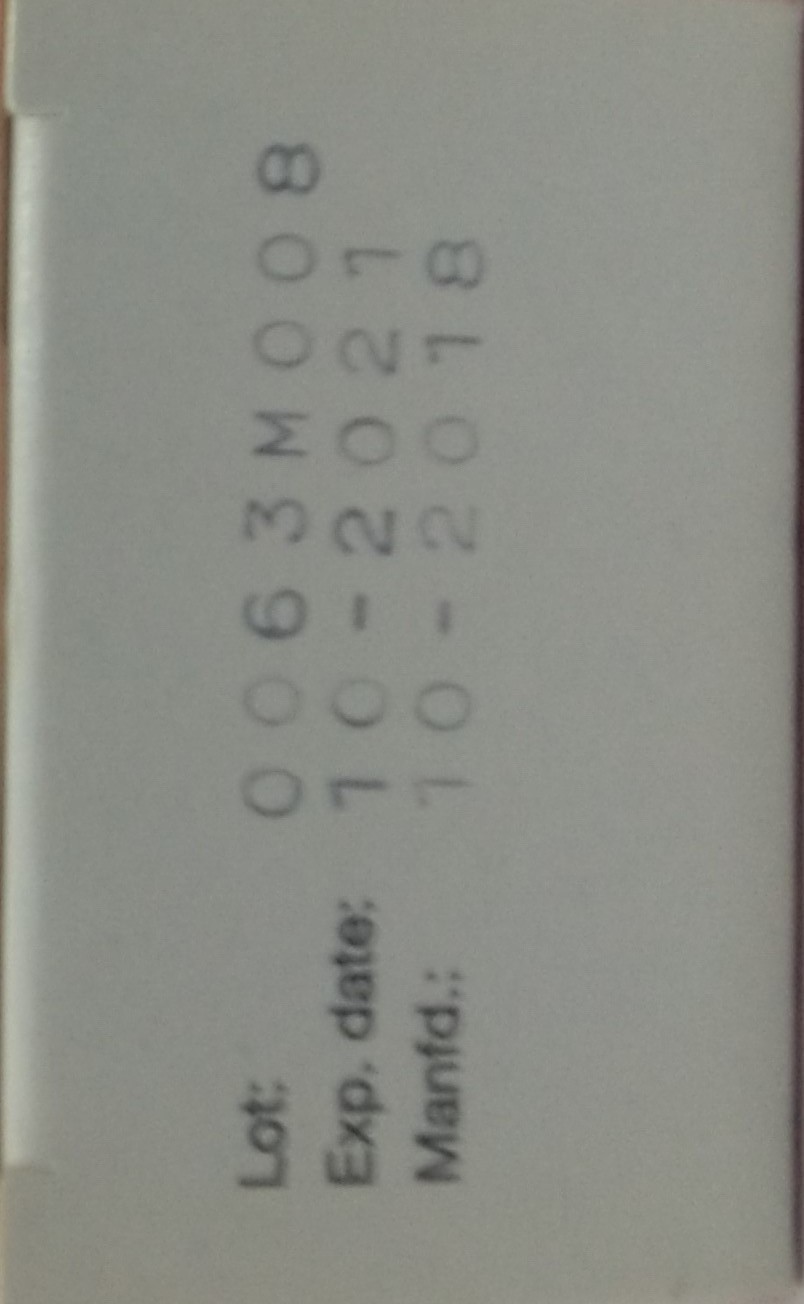 Lot: 0063M008
Exp. date: 10-2021
Manfd.: 10-2018